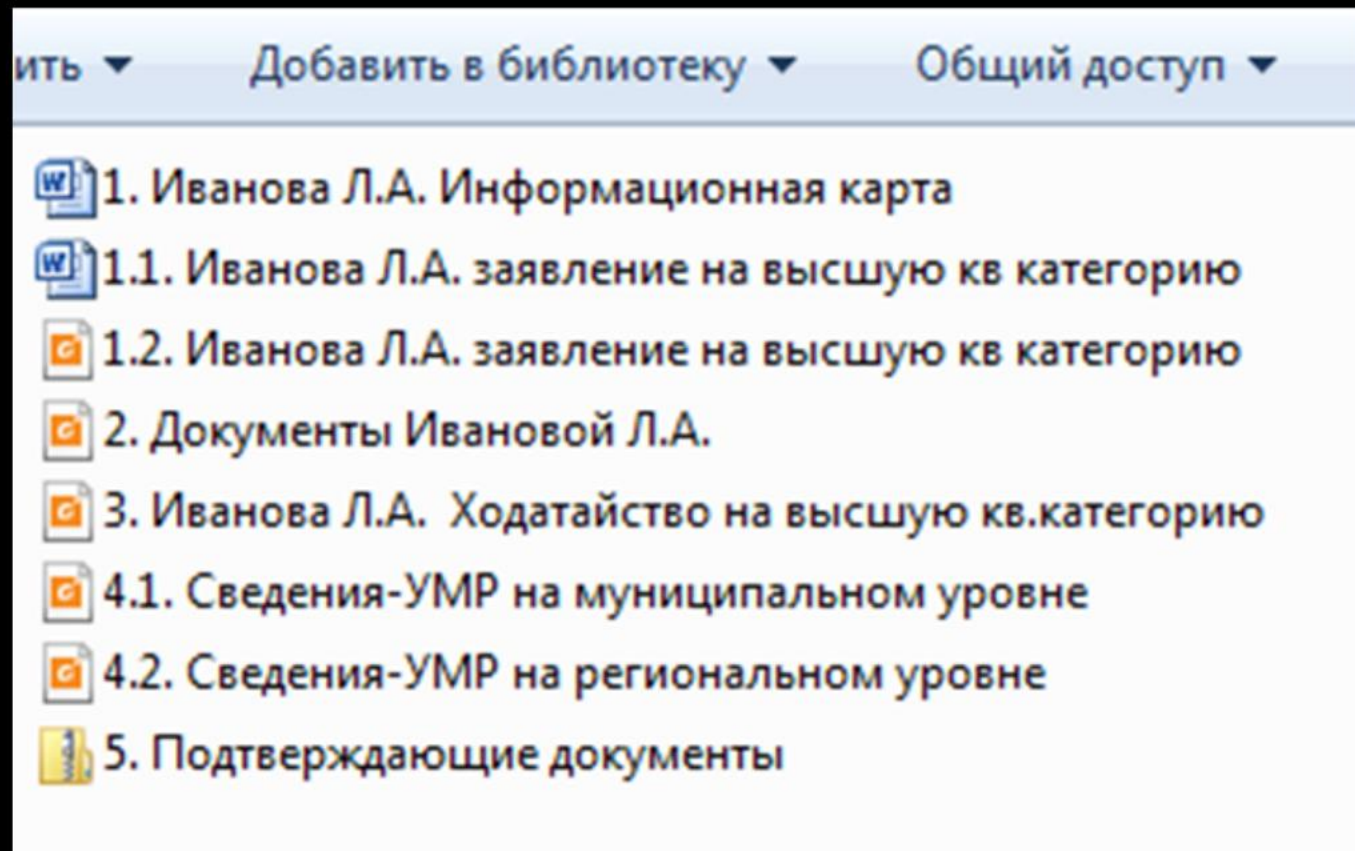 ить Добавить в библиотеку Общий доступ
1. Иванова Л.А. Информационная карта
1.1. Иванова Л.А. заявление на высшую кв категорию
1.2. Иванова Л.А. заявление на высшую кв категорию
2. Документы Ивановой Л.А.
3. Иванова Л.А.  Ходатайство на высшую кв.категорию
4.1. Сведения-УМР на муниципальном уровне
4.2. Сведения-УМР на региональном уровне
5. Подтверждающие документы